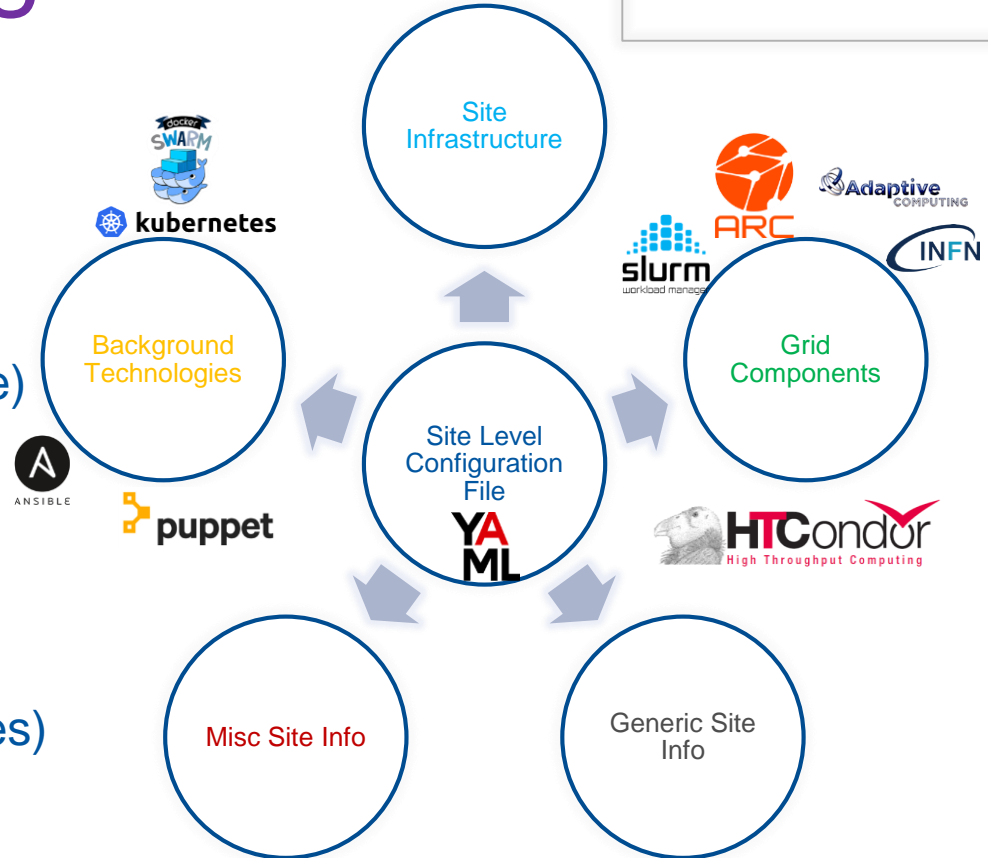 Site
Infrastructure
docker
SWARM
kubernetes
ARC
Adaptive
COMPUTING
INFN
slurm
workload manager
Background
Technologies
Grid
Components
e)
Site Level
Configuration
File
YA
ML
ANSIBLE
puppet
HTCondor
High Throughput Computing
es)
Misc Site Info
Generic Site
Info